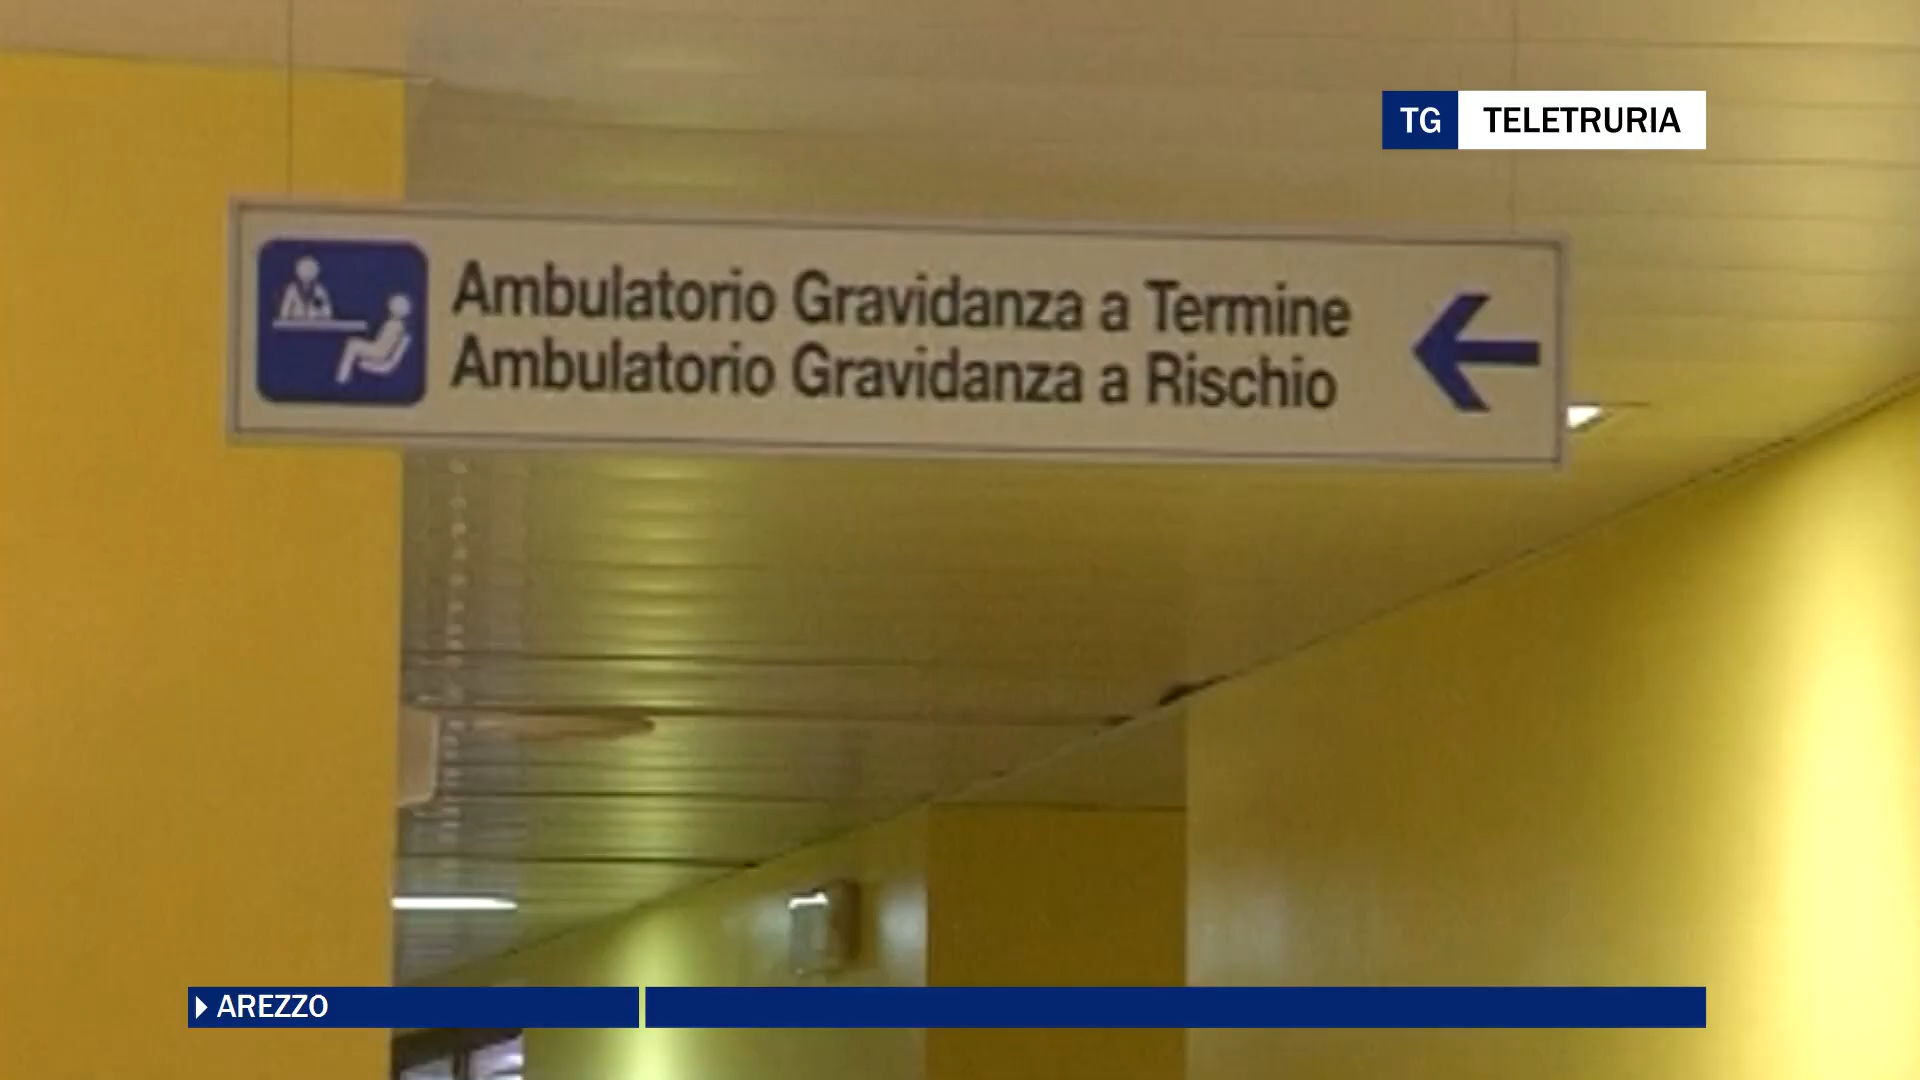 TG TELETRURIA
Ambulatorio Gravidanza a Termine
Ambulatorio Gravidanza a Rischio
AREZZO